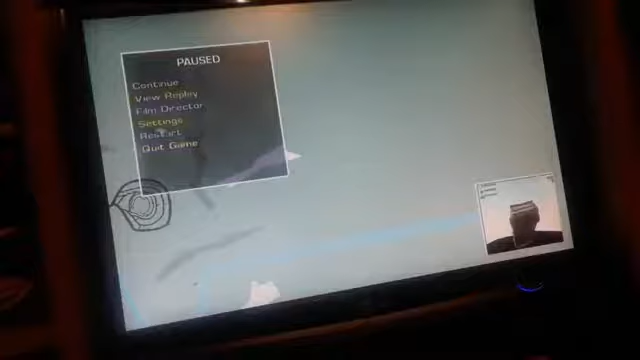 PAUSED
Continue
View Replay
Film Director
Settings
Restart
Quit Game